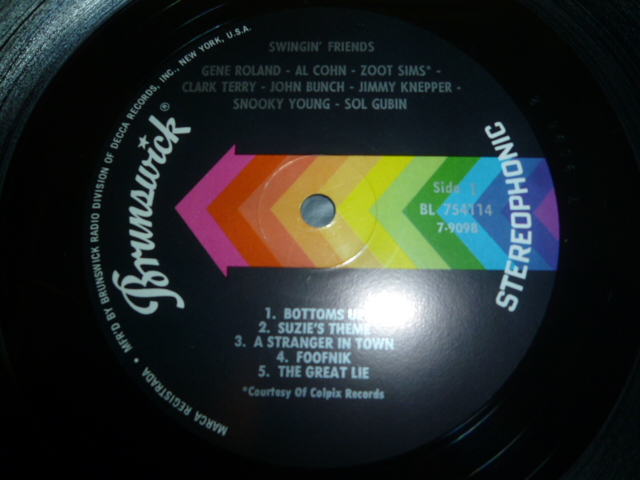 SWINGIN' FRIENDS
GENE ROLAND - AL COHN - ZOOT SIMS* -
CLARK TERRY - JOHN BUNCH - JIMMY KNEPPER -
SNOOKY YOUNG - SOL GUBIN
Brunswick®
Side 1
BL 754114
7-9098
STEREOPHONIC
1. BOTTOMS UP
2. SUZIE'S THEME
3. A STRANGER IN TOWN
4. FOOFNIK
5. THE GREAT LIE
*Courtesy Of Colpix Records
MARCA REGISTRADA • MFR'D BY BRUNSWICK RADIO DIVISION OF DECCA RECORDS, INC., NEW YORK, U.S.A.